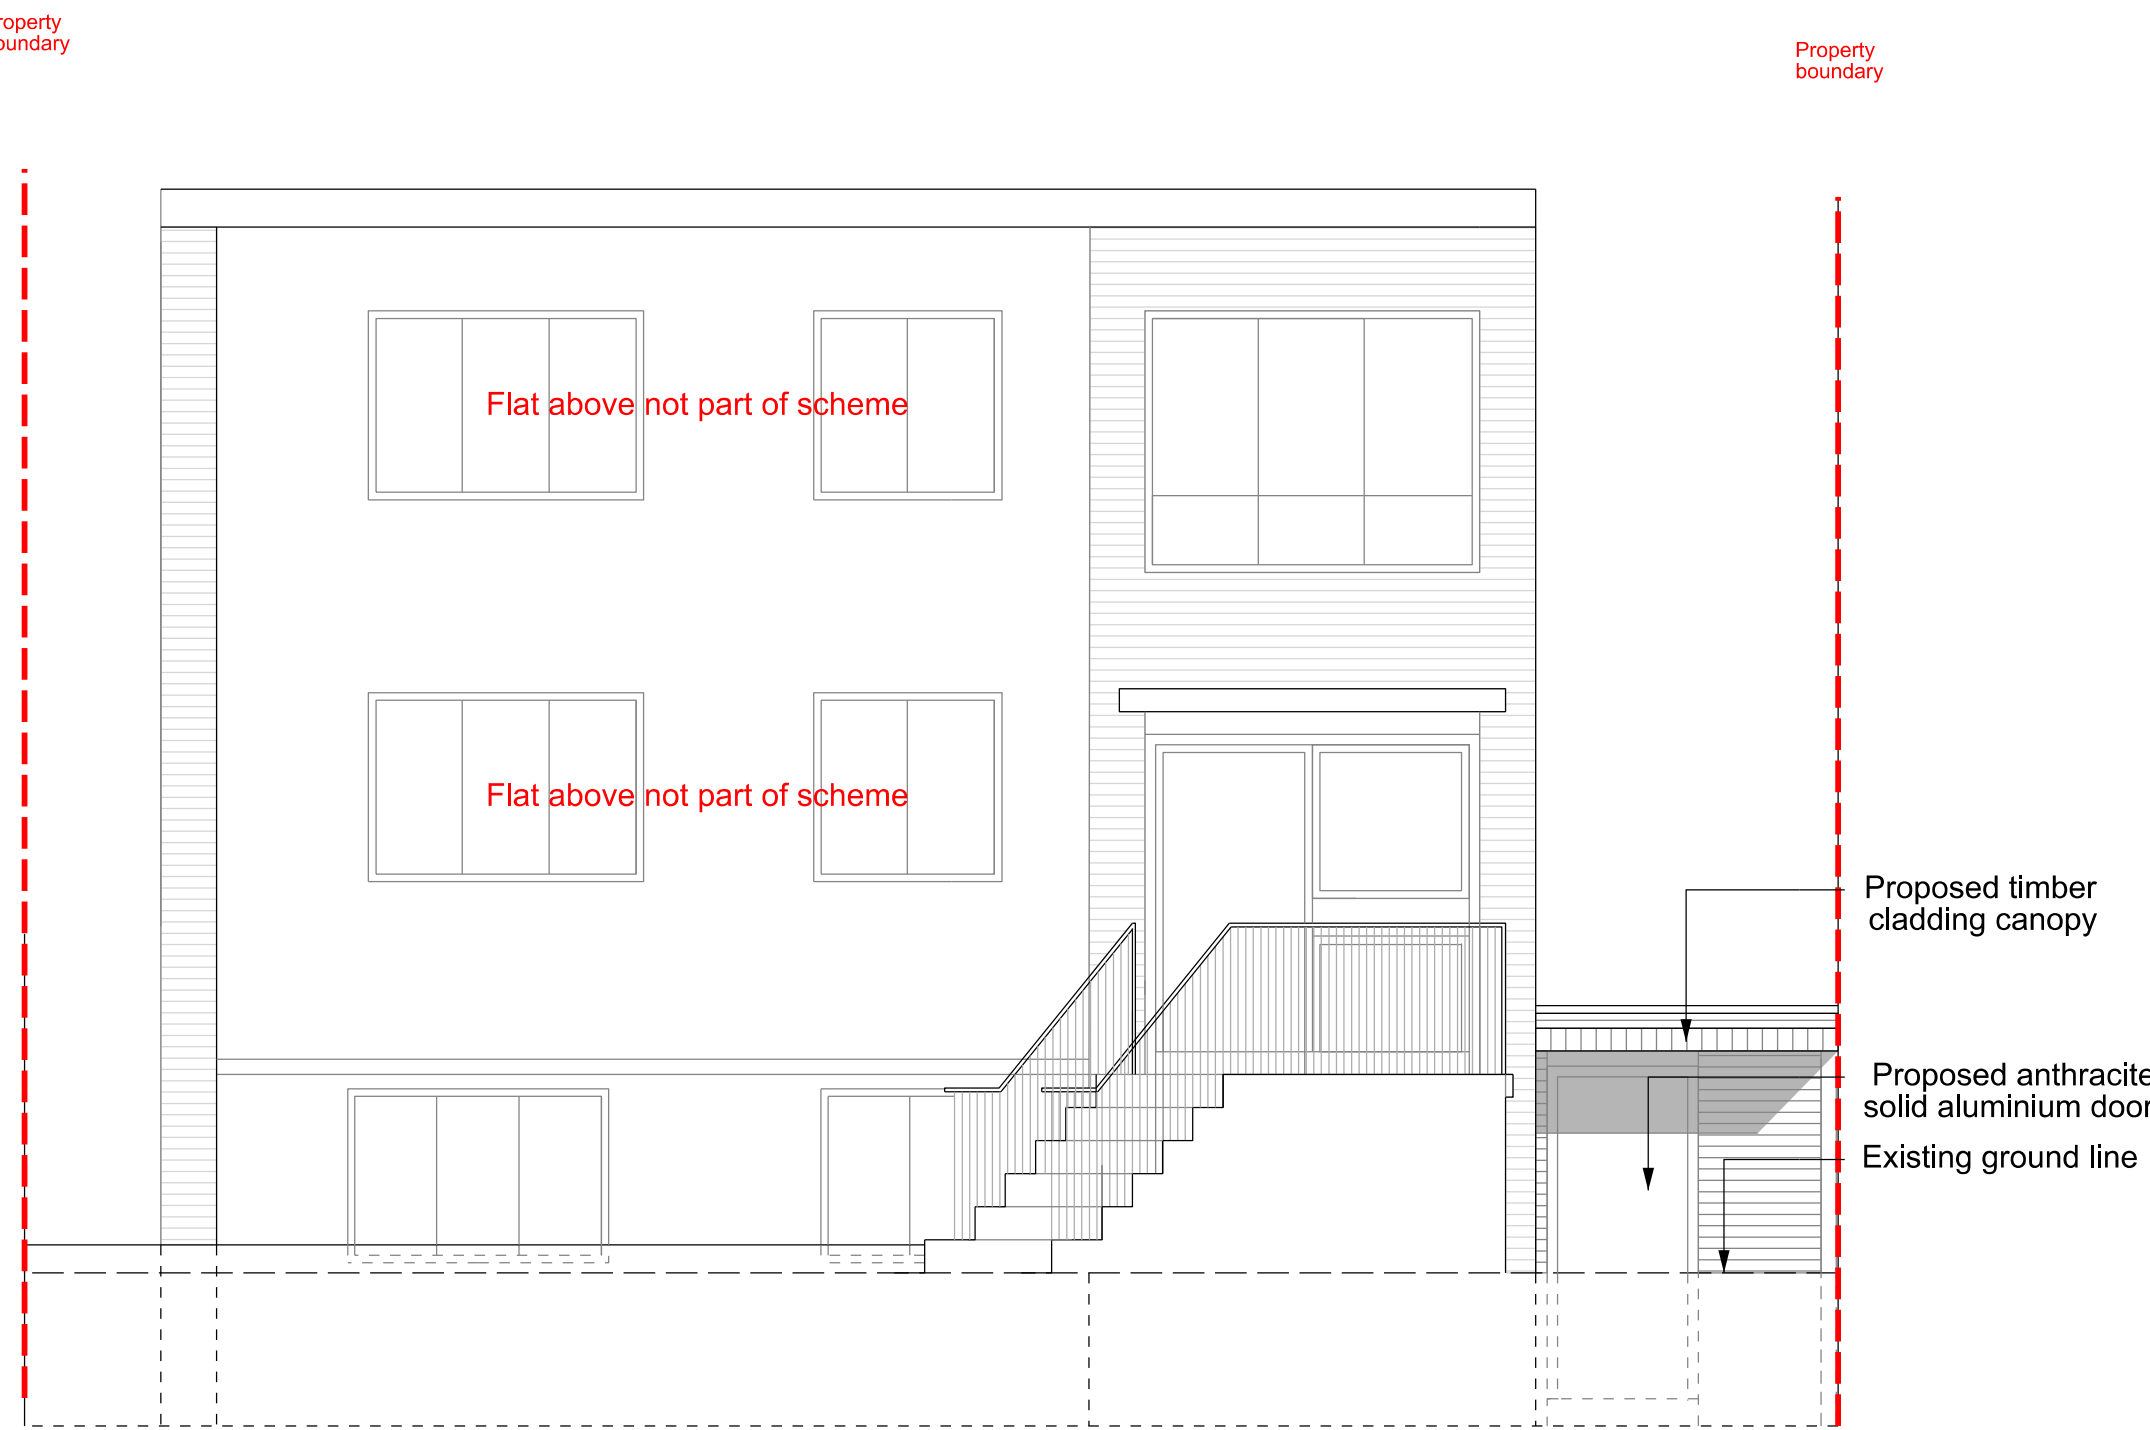 roperty
oundary
Property
boundary
Flat above not part of scheme
Flat above not part of scheme
Proposed timber
cladding canopy
Proposed anthracite
solid aluminium door
Existing ground line